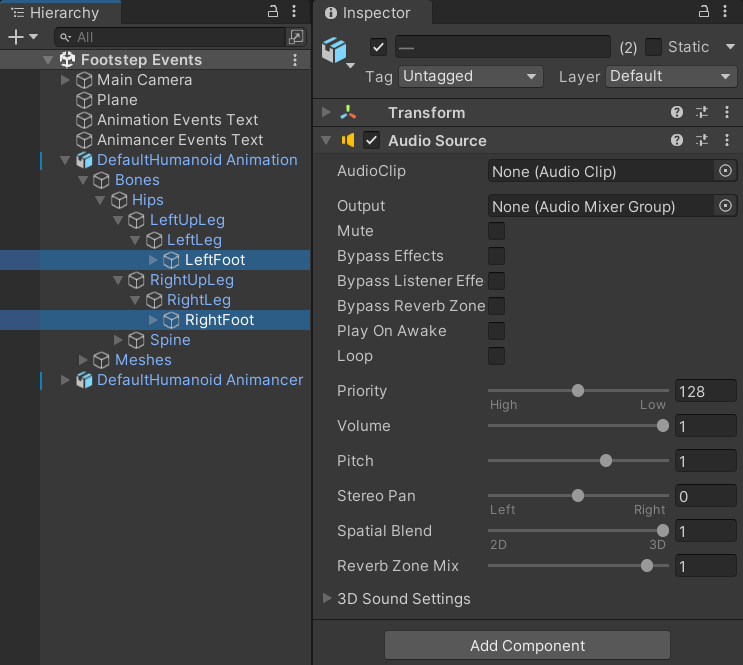 Hierarchy
All
Footstep Events
Main Camera
Plane
Animation Events Text
Animancer Events Text
DefaultHumanoid Animation
Bones
Hips
LeftUpLeg
LeftLeg
LeftFoot
RightUpLeg
RightLeg
RightFoot
Spine
Meshes
DefaultHumanoid Animancer
Inspector
— (2) Static
Tag Untagged Layer Default
Transform
Audio Source
AudioClip None (Audio Clip)
Output None (Audio Mixer Group)
Mute
Bypass Effects
Bypass Listener Effe
Bypass Reverb Zone
Play On Awake
Loop
Priority 128
High Low
Volume 1
Pitch 1
Stereo Pan 0
Left Right
Spatial Blend 1
2D 3D
Reverb Zone Mix 1
3D Sound Settings
Add Component